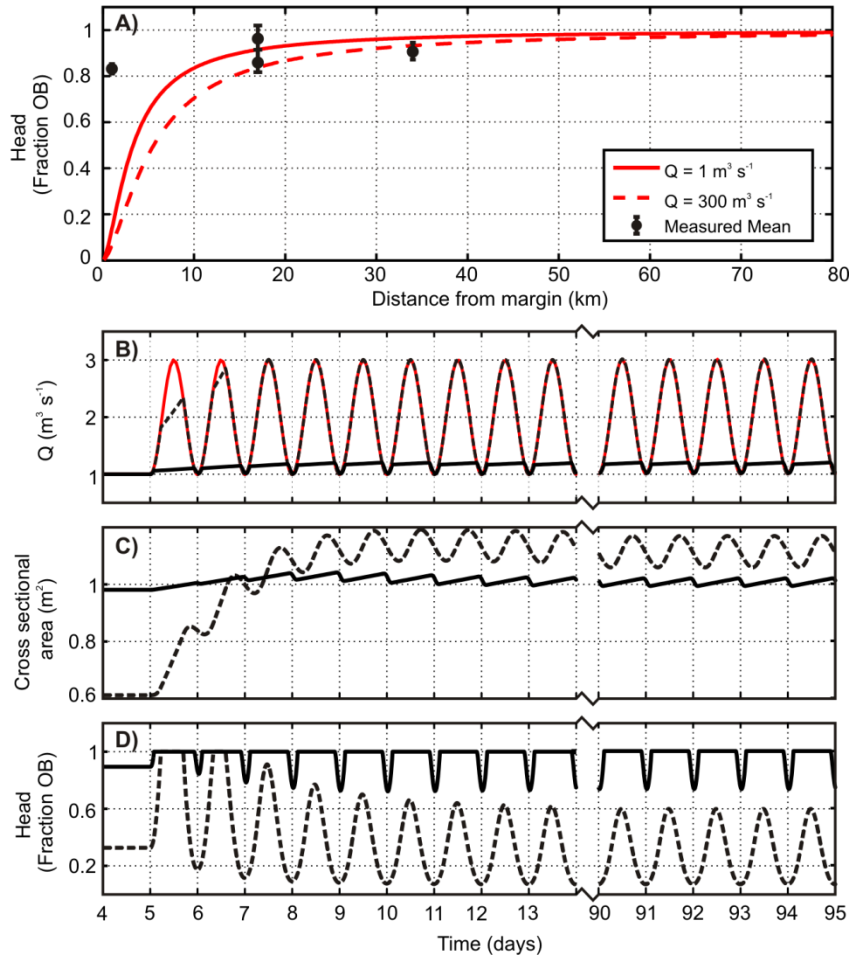 A)
Head
(Fraction OB)
1
0.8
0.6
0.4
0.2
0
Q = 1 m³ s⁻¹
Q = 300 m³ s⁻¹
Measured Mean
0 10 20 30 40 50 60 70 80
Distance from margin (km)
B)
Q (m³ s⁻¹)
3
2
1
C)
Cross sectional
area (m²)
1
0.8
0.6
D)
Head
(Fraction OB)
1
0.6
0.2
4 5 6 7 8 9 10 11 12 13 90 91 92 93 94 95
Time (days)